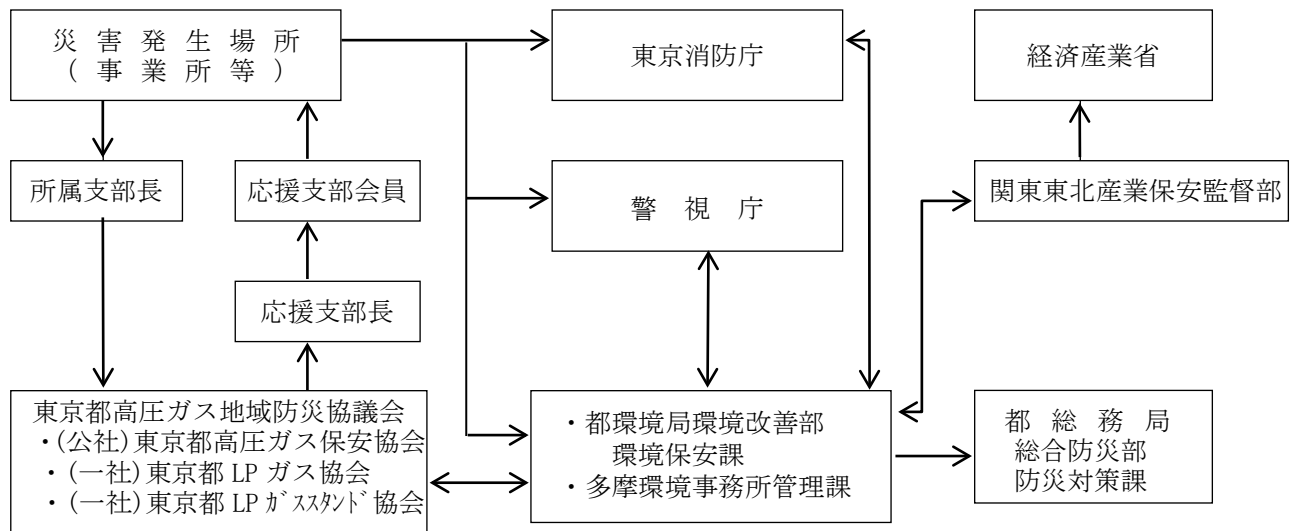 災 害 発 生 場 所
( 事 業 所 等 )
東京消防庁
経済産業省
所属支部長
応援支部会員
警 視 庁
関東東北産業保安監督部
応援支部長
東京都高圧ガス地域防災協議会
・(公社)東京都高圧ガス保安協会
・(一社)東京都 LP ガス協会
・(一社)東京都 LP ｶﾞｽｽﾀﾝﾄﾞ協会
・都環境局環境改善部
環境保安課
・多摩環境事務所管理課
都 総 務 局
総合防災部
防災対策課